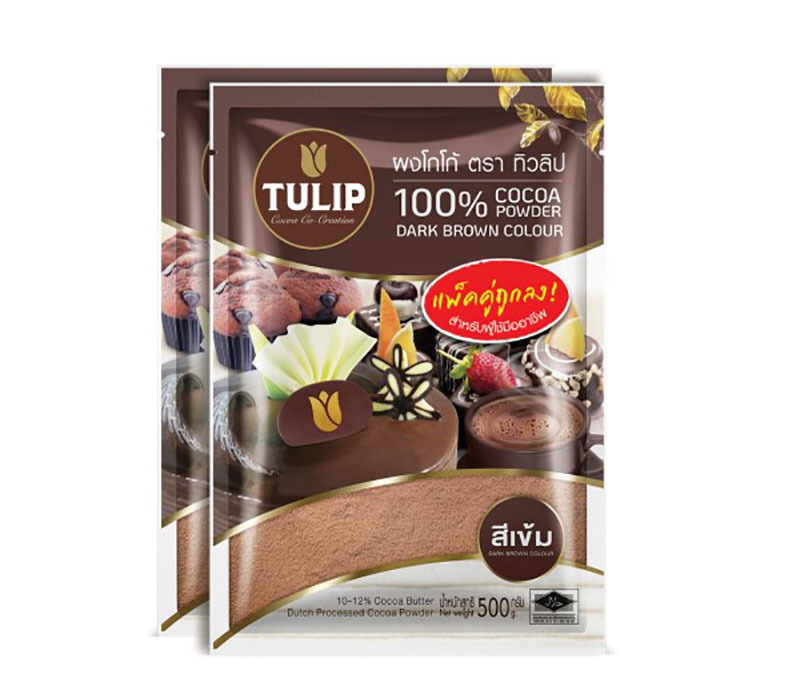 TULIP
Cocoa Co-Creation
ผงโกโก้ ตรา ทิวลิป
100% COCOA POWDER
DARK BROWN COLOUR
แพ็คคู่ถูกลง!
สำหรับผู้ใช้มืออาชีพ
สีเข้ม
DARK BROWN COLOUR
10-12% Cocoa Butter
Dutch Processed Cocoa Powder
น้ำหนักสุทธิ 500 กรัม
Net weight g.